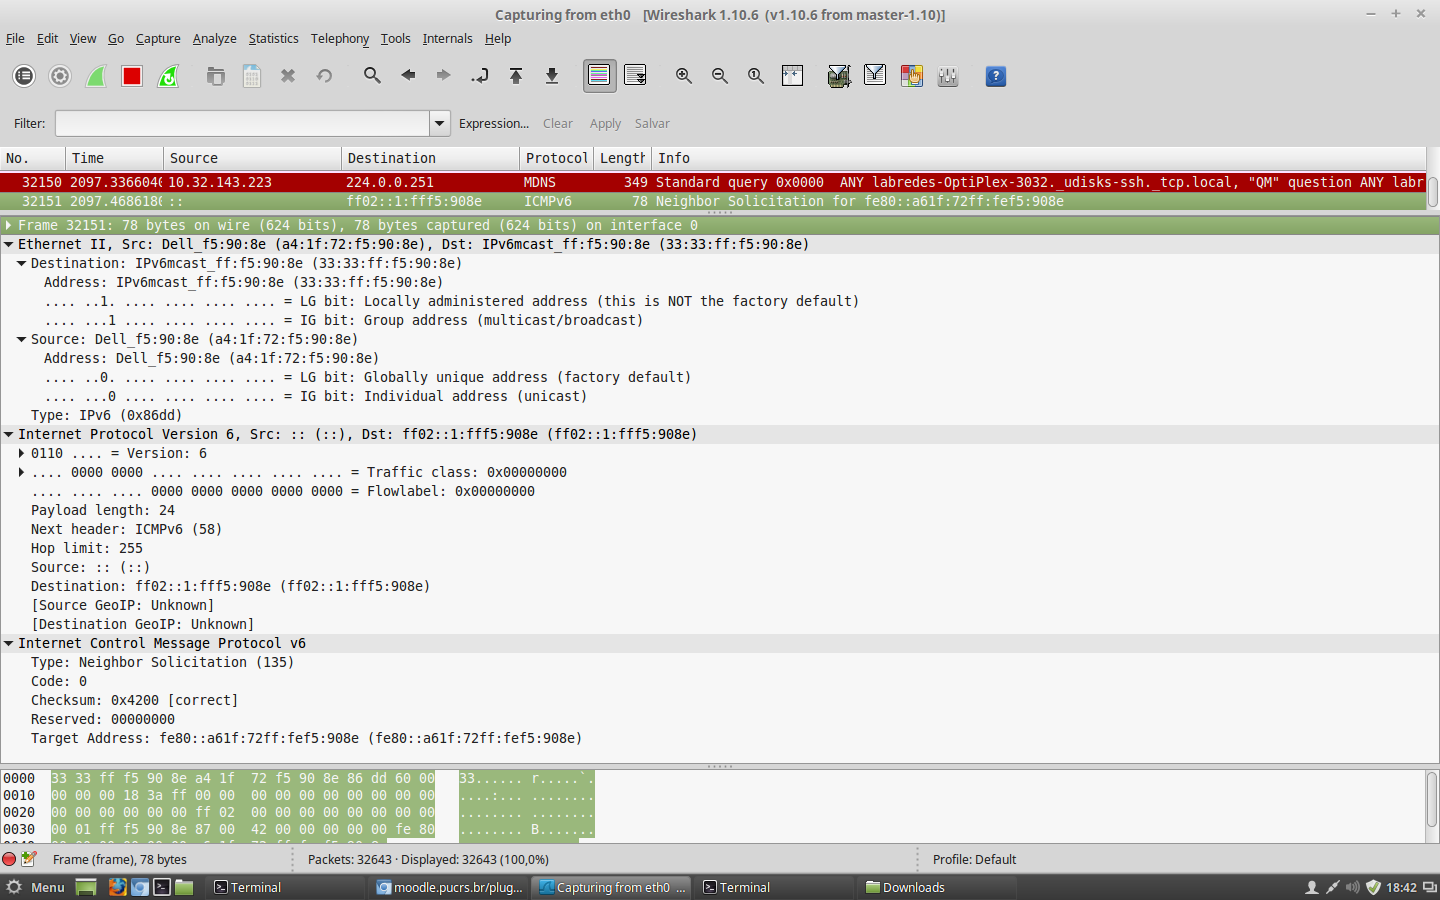 Capturing from eth0 [Wireshark 1.10.6 (v1.10.6 from master-1.10)]
File Edit View Go Capture Analyze Statistics Telephony Tools Internals Help
Filter: Expression... Clear Apply Salvar
No. Time Source Destination Protocol Length Info
32150 2097.3366040 10.32.143.223 224.0.0.251 MDNS 349 Standard query 0x0000 ANY labredes-OptiPlex-3032._udisks-ssh._tcp.local, "QM" question ANY labr
32151 2097.4686180 :: ff02::1:fff5:908e ICMPv6 78 Neighbor Solicitation for fe80::a61f:72ff:fef5:908e
Frame 32151: 78 bytes on wire (624 bits), 78 bytes captured (624 bits) on interface 0
Ethernet II, Src: Dell_f5:90:8e (a4:1f:72:f5:90:8e), Dst: IPv6mcast_ff:f5:90:8e (33:33:ff:f5:90:8e)
Destination: IPv6mcast_ff:f5:90:8e (33:33:ff:f5:90:8e)
Address: IPv6mcast_ff:f5:90:8e (33:33:ff:f5:90:8e)
.... ..1. .... .... .... .... = LG bit: Locally administered address (this is NOT the factory default)
.... ...1 .... .... .... .... = IG bit: Group address (multicast/broadcast)
Source: Dell_f5:90:8e (a4:1f:72:f5:90:8e)
Address: Dell_f5:90:8e (a4:1f:72:f5:90:8e)
.... ..0. .... .... .... .... = LG bit: Globally unique address (factory default)
.... ...0 .... .... .... .... = IG bit: Individual address (unicast)
Type: IPv6 (0x86dd)
Internet Protocol Version 6, Src: :: (::), Dst: ff02::1:fff5:908e (ff02::1:fff5:908e)
0110 .... = Version: 6
.... 0000 0000 .... .... .... .... .... = Traffic class: 0x00000000
.... .... .... 0000 0000 0000 0000 0000 = Flowlabel: 0x00000000
Payload length: 24
Next header: ICMPv6 (58)
Hop limit: 255
Source: :: (::)
Destination: ff02::1:fff5:908e (ff02::1:fff5:908e)
[Source GeoIP: Unknown]
[Destination GeoIP: Unknown]
Internet Control Message Protocol v6
Type: Neighbor Solicitation (135)
Code: 0
Checksum: 0x4200 [correct]
Reserved: 00000000
Target Address: fe80::a61f:72ff:fef5:908e (fe80::a61f:72ff:fef5:908e)
0000 33 33 ff f5 90 8e a4 1f 72 f5 90 8e 86 dd 60 00 33...... r.....`.
0010 00 00 00 18 3a ff 00 00 00 00 00 00 00 00 00 00 ....:... ........
0020 00 00 00 00 00 00 ff 02 00 00 00 00 00 00 00 00 ........ ........
0030 00 01 ff f5 90 8e 87 00 42 00 00 00 00 00 fe 80 ........ B.......
Frame (frame), 78 bytes Packets: 32643 · Displayed: 32643 (100,0%) Profile: Default
Menu Terminal moodle.pucrs.br/plug... Capturing from eth0 ... Terminal Downloads 18:42